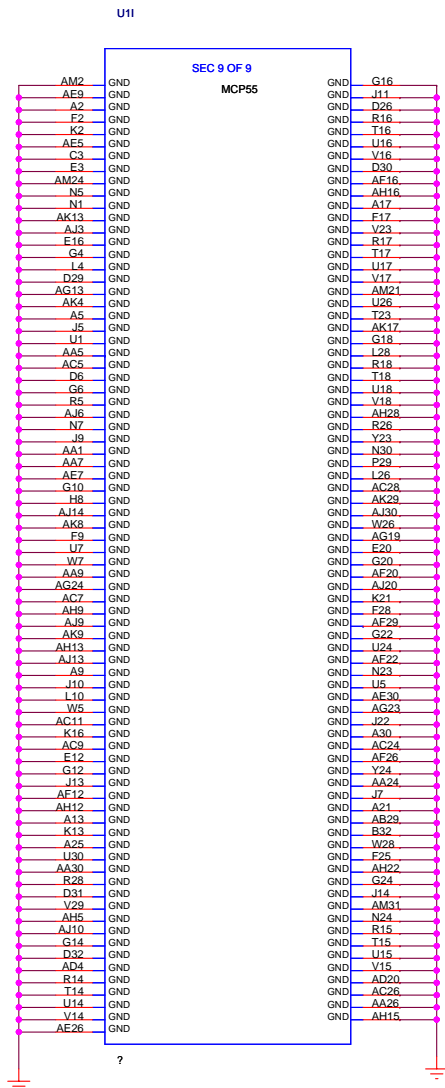 U1I
SEC 9 OF 9
MCP55
AM2 GND GND G16
AE9 GND GND J11
A2 GND GND D26
F2 GND GND R16
K2 GND GND T16
AE5 GND GND U16
C3 GND GND V16
E3 GND GND D30
AM24 GND GND AF16
N5 GND GND AH16
N1 GND GND A17
AK13 GND GND F17
AJ3 GND GND V23
E16 GND GND R17
G4 GND GND T17
L4 GND GND U17
D29 GND GND V17
AG13 GND GND AM21
AK4 GND GND U26
A5 GND GND T23
J5 GND GND AK17
U1 GND GND G18
AA5 GND GND L28
AC5 GND GND R18
D6 GND GND T18
G6 GND GND U18
R5 GND GND V18
AJ6 GND GND AH28
N7 GND GND R26
J9 GND GND Y23
AA1 GND GND N30
AA7 GND GND P29
AE7 GND GND L26
G10 GND GND AC28
H8 GND GND AK29
AJ14 GND GND AJ30
AK8 GND GND W26
F9 GND GND AG19
U7 GND GND E20
W7 GND GND G20
AA9 GND GND AF20
AG24 GND GND AJ20
AC7 GND GND K21
AH9 GND GND F28
AJ9 GND GND AF29
AK9 GND GND G22
AH13 GND GND U24
AJ13 GND GND AF22
A9 GND GND N23
J10 GND GND U5
L10 GND GND AE30
W5 GND GND AG23
AC11 GND GND J22
K16 GND GND A30
AC9 GND GND AC24
E12 GND GND AF26
G12 GND GND Y24
J13 GND GND AA24
AF12 GND GND J7
AH12 GND GND A21
A13 GND GND AB29
K13 GND GND B32
A25 GND GND W28
U30 GND GND F25
AA30 GND GND AH22
R28 GND GND G24
D31 GND GND J14
V29 GND GND AM31
AH5 GND GND N24
AJ10 GND GND R15
G14 GND GND T15
D32 GND GND U15
AD4 GND GND V15
R14 GND GND AD20
T14 GND GND AC26
U14 GND GND AA26
V14 GND GND AH15
AE26 GND
?